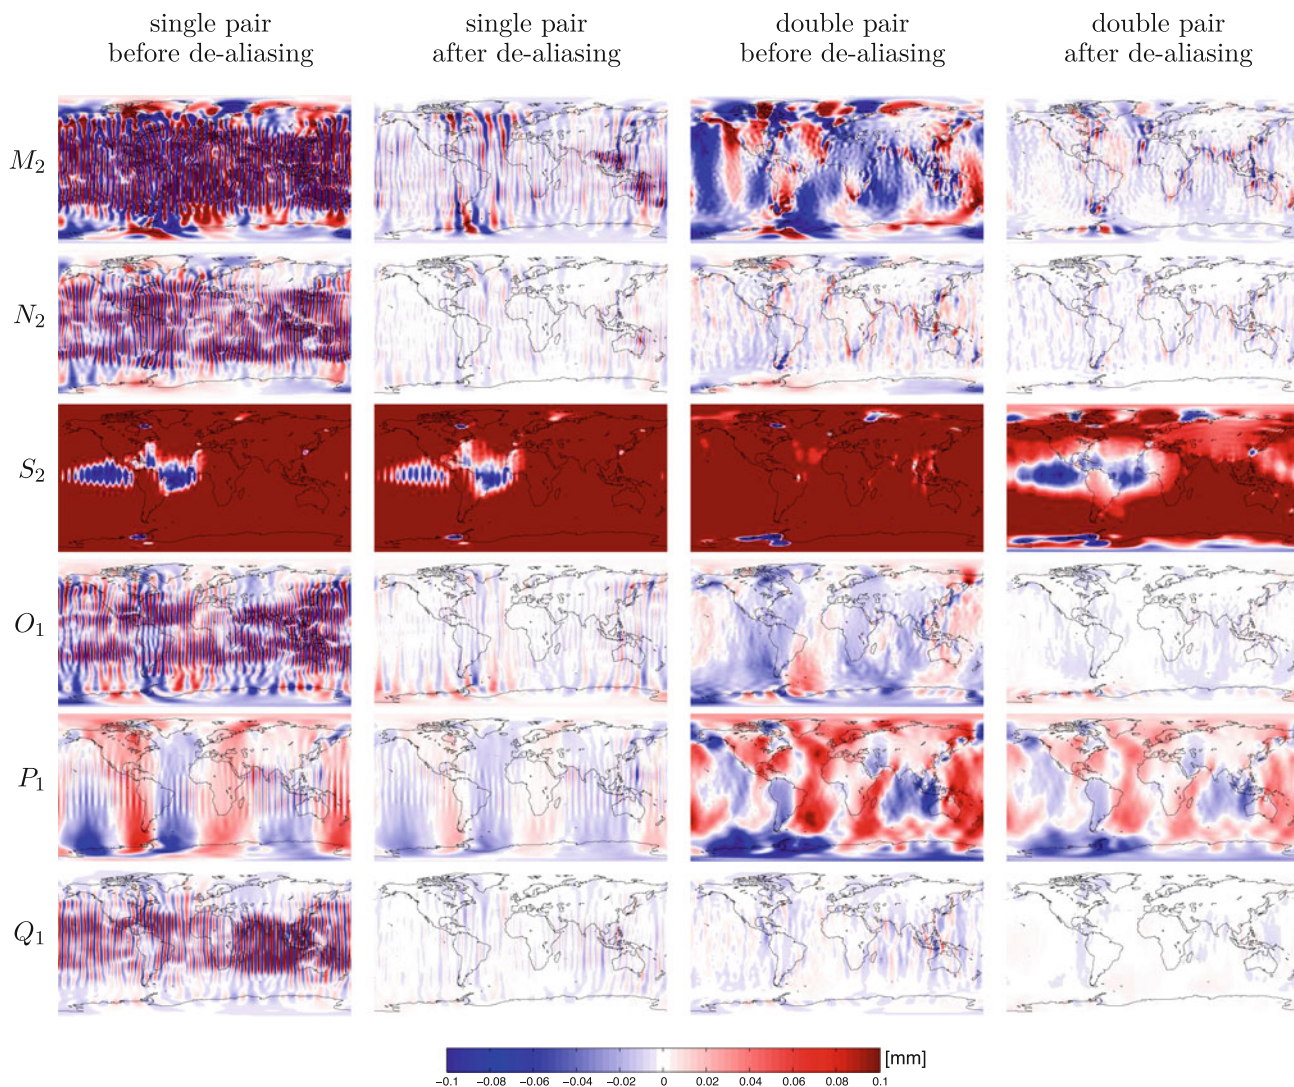 single pair
before de-aliasing
single pair
after de-aliasing
double pair
before de-aliasing
double pair
after de-aliasing
M2
N2
S2
O1
P1
Q1
−0.1 −0.08 −0.06 −0.04 −0.02 0 0.02 0.04 0.06 0.08 0.1 [mm]